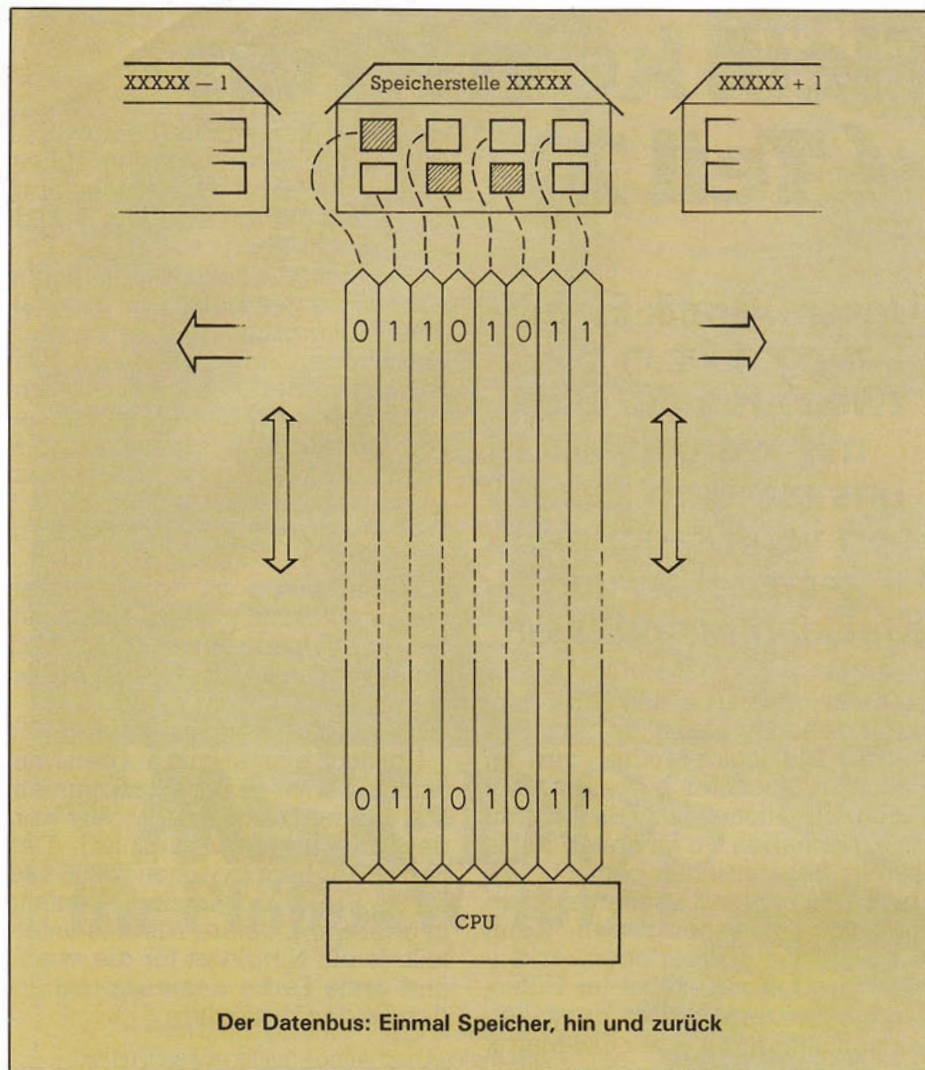 XXXXX — 1 Speicherstelle XXXXX XXXXX + 1
0 1 1 0 1 0 1 1
0 1 1 0 1 0 1 1
CPU
Der Datenbus: Einmal Speicher, hin und zurück